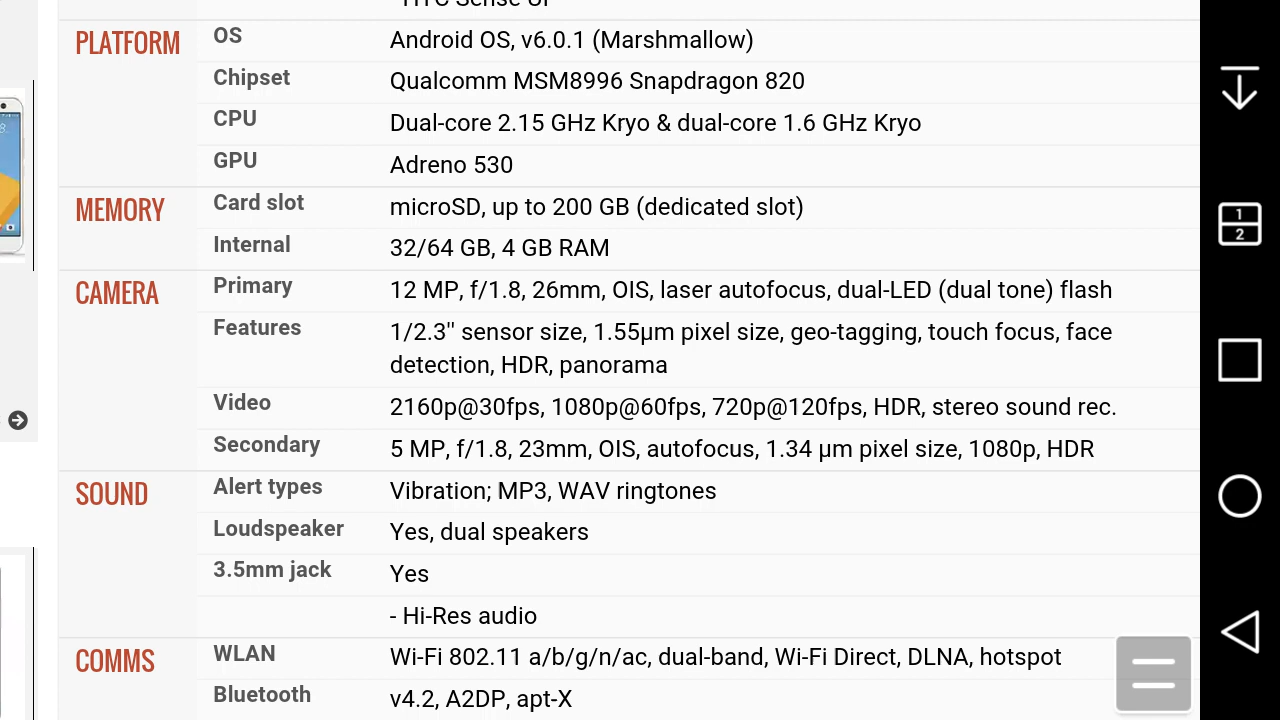 - HTC Sense UI
PLATFORM OS Android OS, v6.0.1 (Marshmallow)
Chipset Qualcomm MSM8996 Snapdragon 820
CPU Dual-core 2.15 GHz Kryo & dual-core 1.6 GHz Kryo
GPU Adreno 530
MEMORY Card slot microSD, up to 200 GB (dedicated slot)
Internal 32/64 GB, 4 GB RAM
CAMERA Primary 12 MP, f/1.8, 26mm, OIS, laser autofocus, dual-LED (dual tone) flash
Features 1/2.3" sensor size, 1.55µm pixel size, geo-tagging, touch focus, face
detection, HDR, panorama
Video 2160p@30fps, 1080p@60fps, 720p@120fps, HDR, stereo sound rec.
Secondary 5 MP, f/1.8, 23mm, OIS, autofocus, 1.34 µm pixel size, 1080p, HDR
SOUND Alert types Vibration; MP3, WAV ringtones
Loudspeaker Yes, dual speakers
3.5mm jack Yes
- Hi-Res audio
COMMS WLAN Wi-Fi 802.11 a/b/g/n/ac, dual-band, Wi-Fi Direct, DLNA, hotspot
Bluetooth v4.2, A2DP, apt-X
1
2